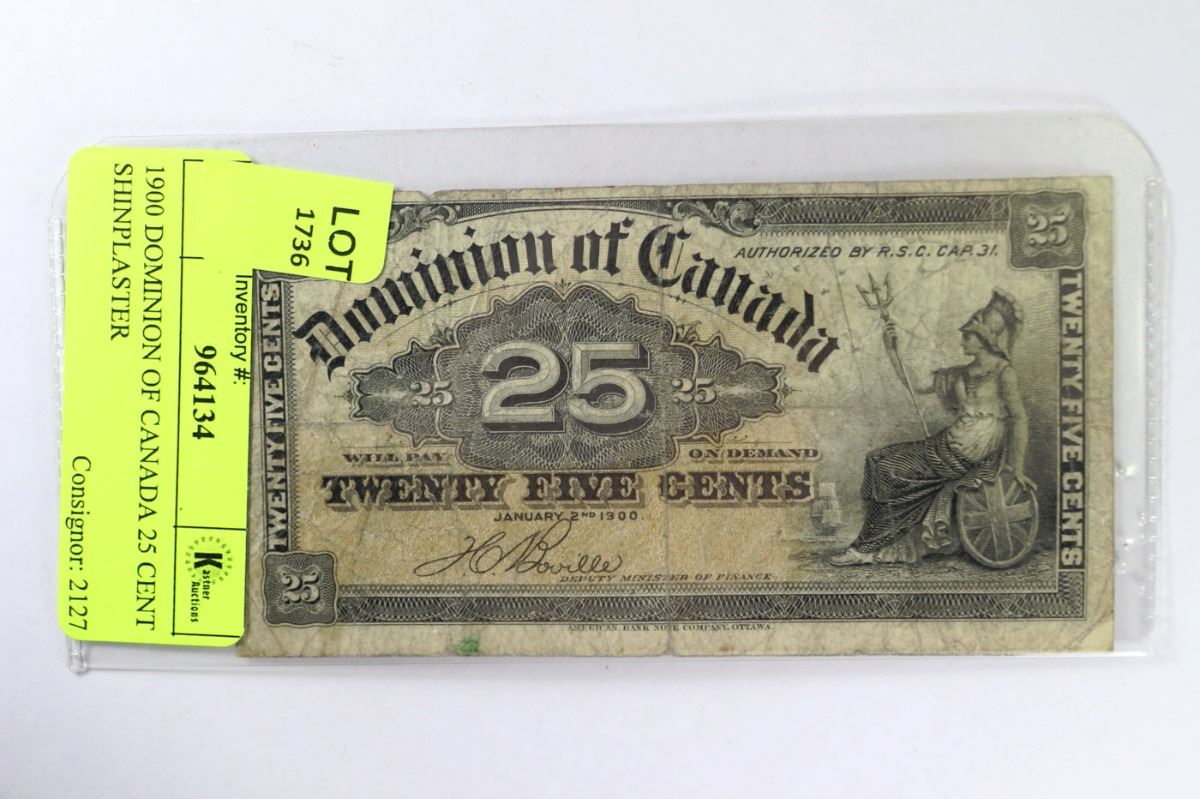 1900 DOMINION OF CANADA 25 CENT
SHINPLASTER
Inventory #:
964134
Kastner
Auctions
Consignor: 2127
LOT
1736
Dominion of Canada
AUTHORIZED BY R.S.C. CAP. 31.
25
25
25
25
WILL PAY
ON DEMAND
TWENTY FIVE CENTS
JANUARY 2ND 1900.
J.C. Boville
DEPUTY MINISTER OF FINANCE
25
TWENTY FIVE CENTS
TWENTY FIVE CENTS
AMERICAN BANK NOTE COMPANY, OTTAWA.